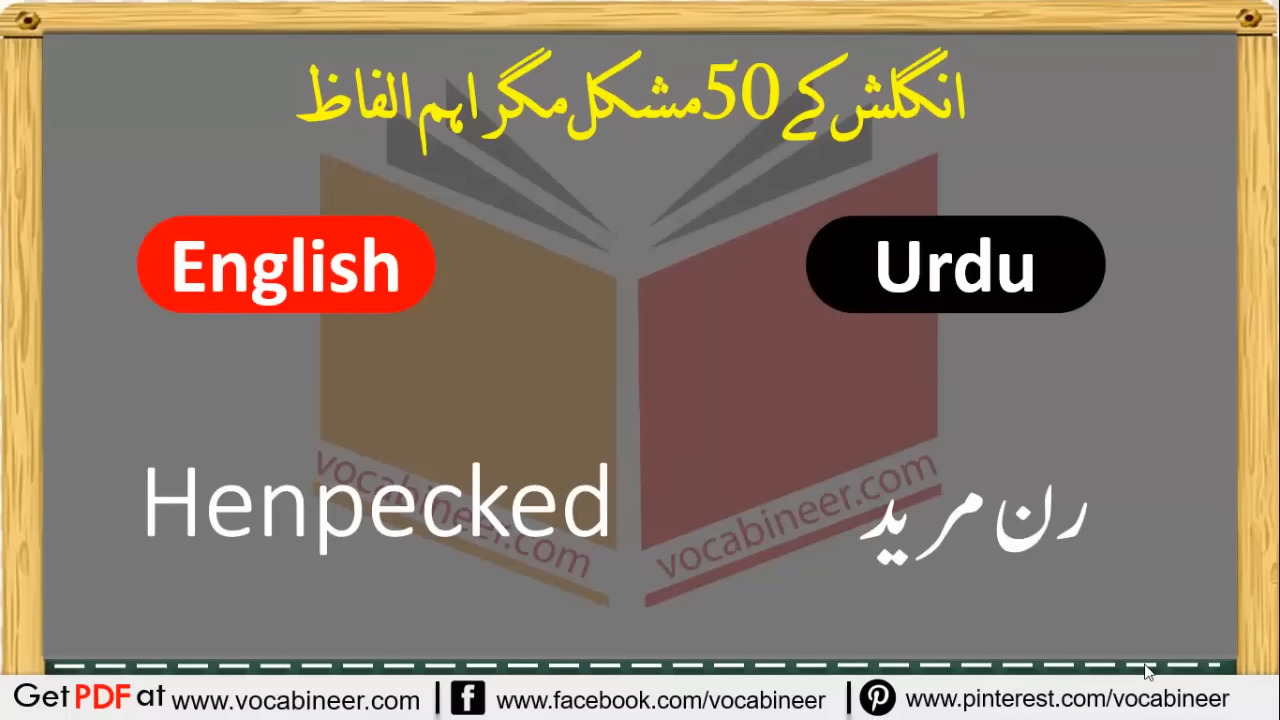 انگلش کے 50 مشکل مگر اہم الفاظ
English
Urdu
Henpecked
رن مرید
vocabineer.com
vocabineer.com
Get PDF at www.vocabineer.com | www.facebook.com/vocabineer | www.pinterest.com/vocabineer